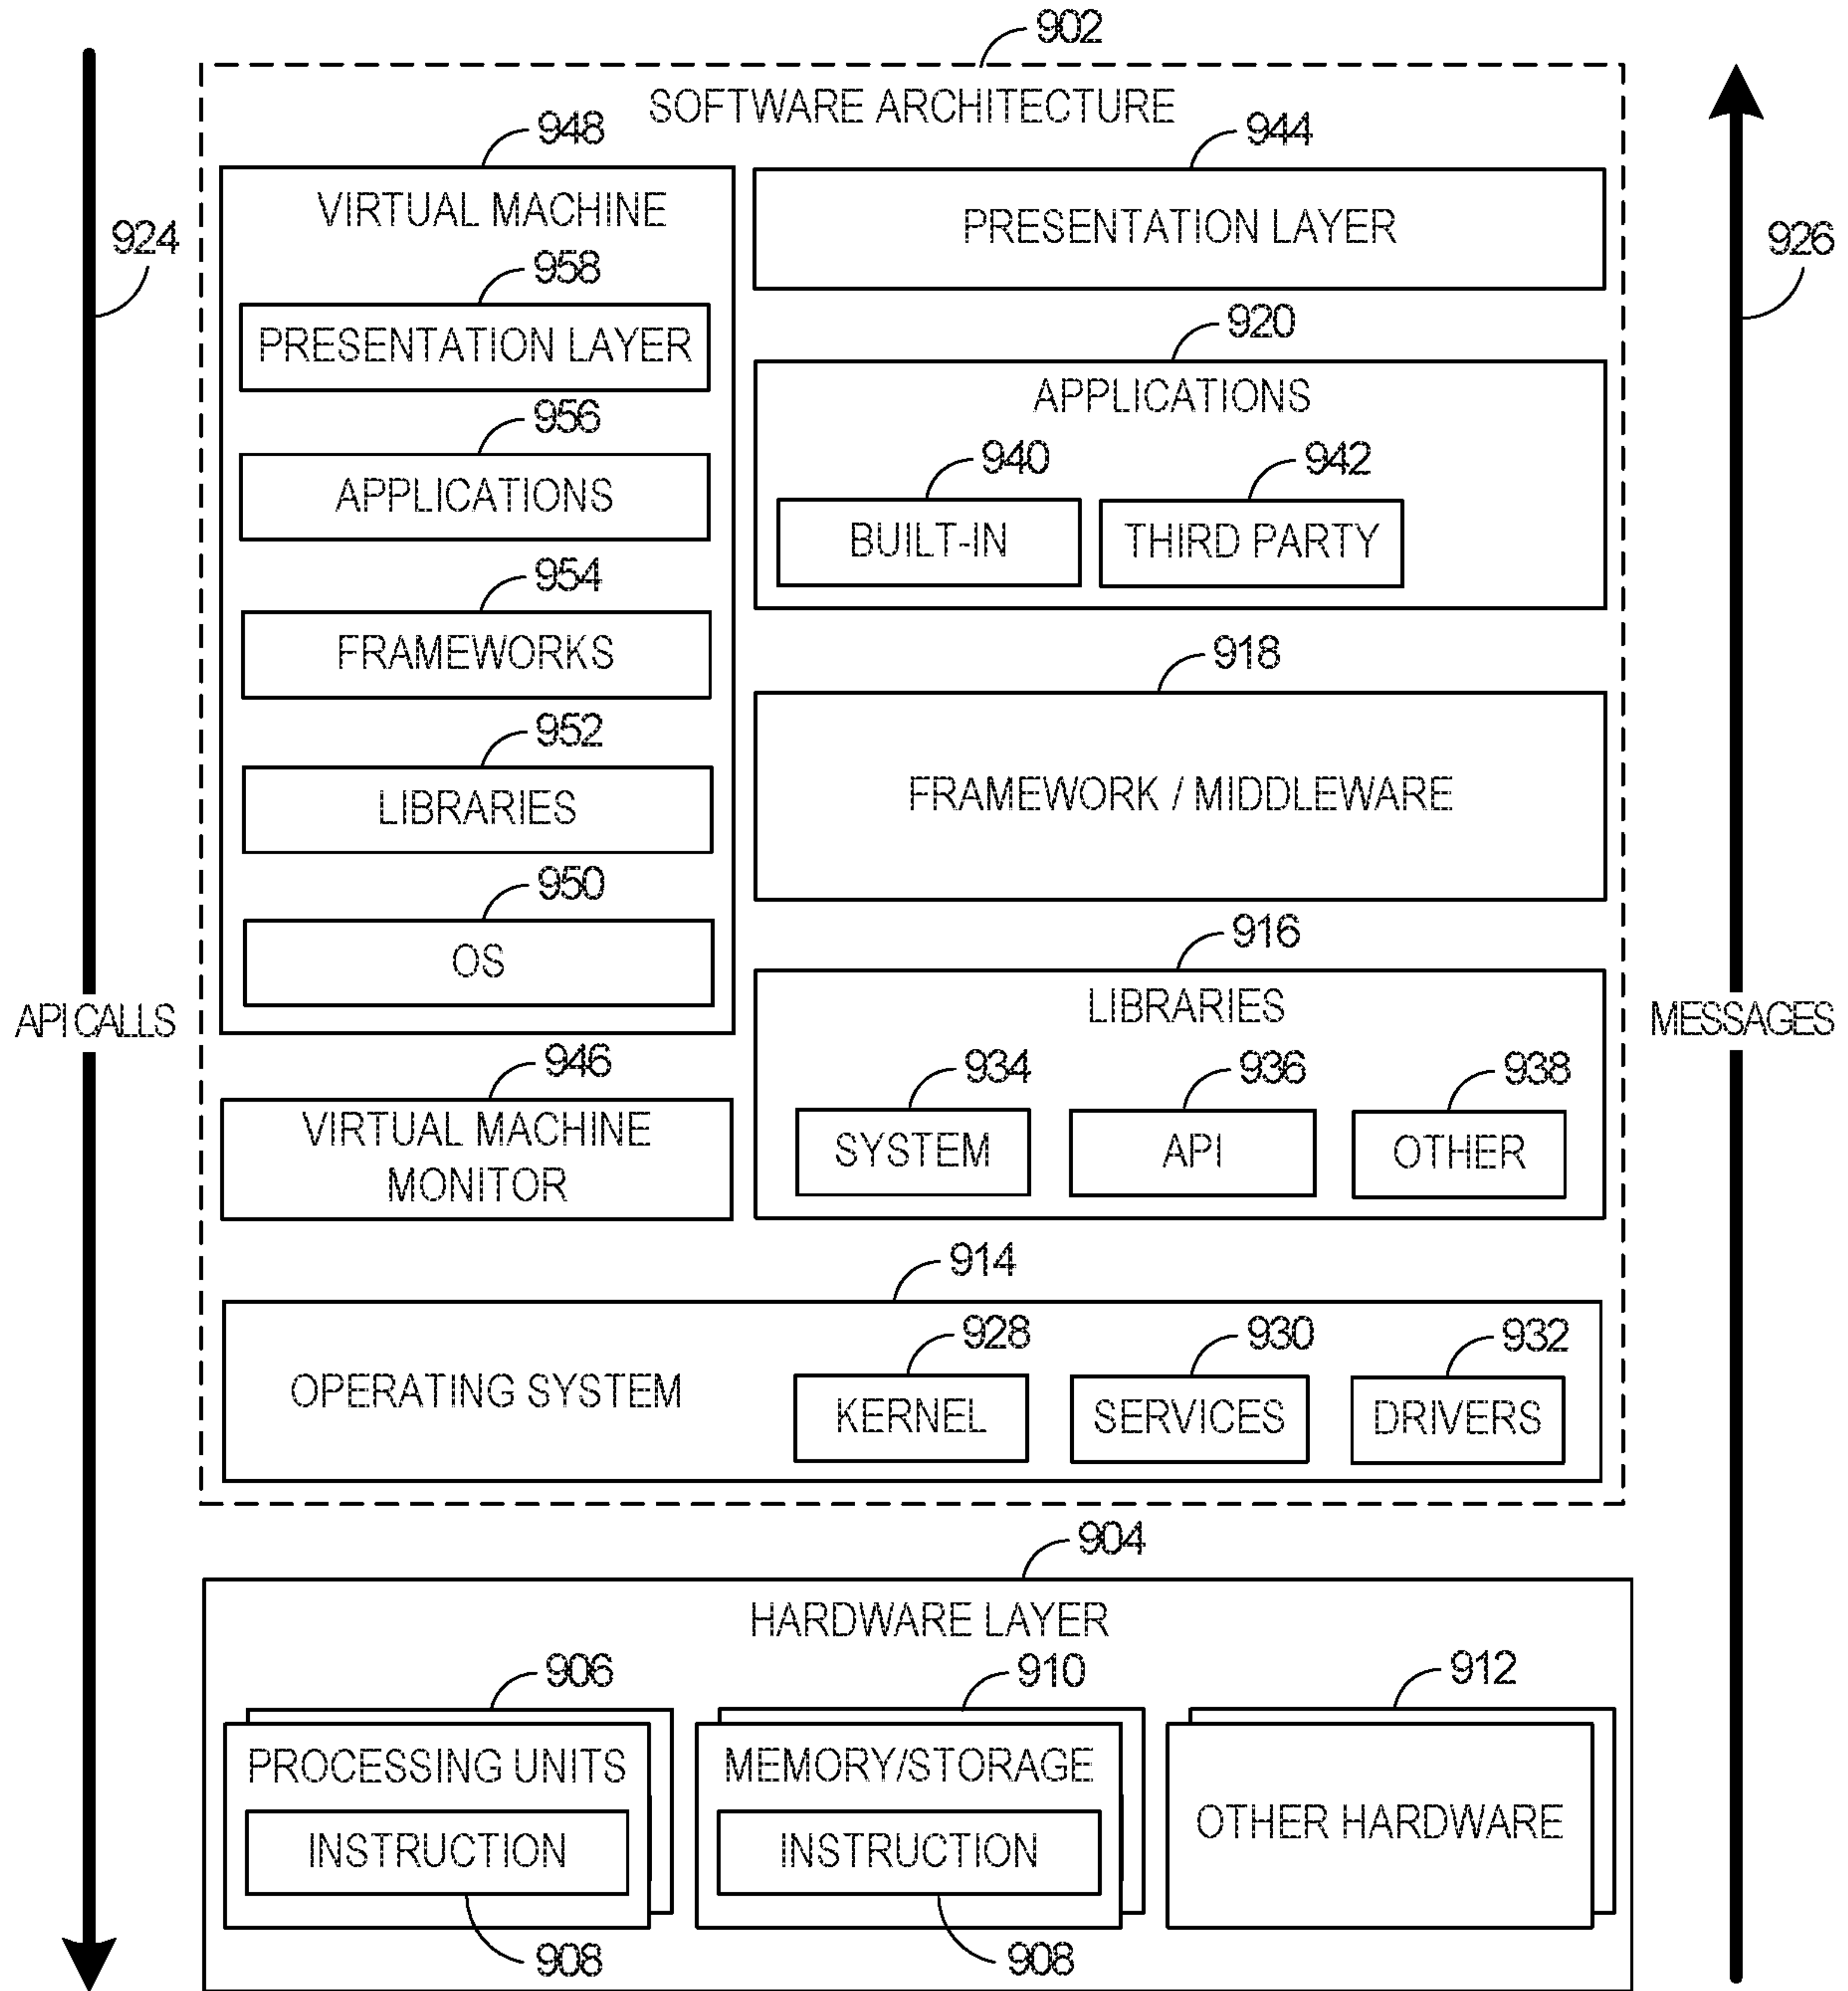 902
SOFTWARE ARCHITECTURE
948
VIRTUAL MACHINE
958
PRESENTATION LAYER
956
APPLICATIONS
954
FRAMEWORKS
952
LIBRARIES
950
OS
946
VIRTUAL MACHINE
MONITOR
944
PRESENTATION LAYER
920
APPLICATIONS
940
BUILT-IN
942
THIRD PARTY
918
FRAMEWORK / MIDDLEWARE
916
LIBRARIES
934
SYSTEM
936
API
938
OTHER
914
OPERATING SYSTEM
928
KERNEL
930
SERVICES
932
DRIVERS
904
HARDWARE LAYER
906
PROCESSING UNITS
INSTRUCTION
908
910
MEMORY/STORAGE
INSTRUCTION
908
912
OTHER HARDWARE
924
API CALLS
926
MESSAGES